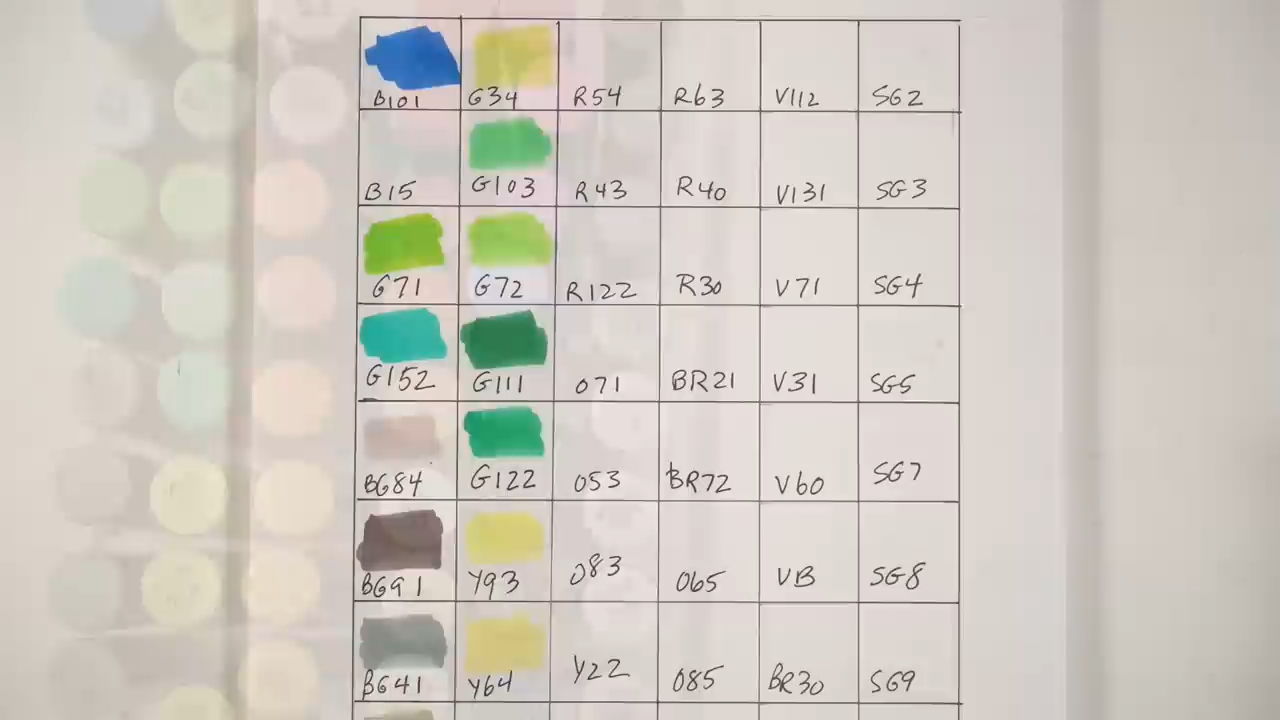 B101 G34 R54 R63 V112 SG2
B15 G103 R43 R40 V131 SG3
G71 G72 R122 R30 V71 SG4
G152 G111 071 BR21 V31 SG5
BG84 G122 053 BR72 V60 SG7
BG91 Y93 083 065 VB SG8
BG41 Y64 Y22 085 BR30 SG9